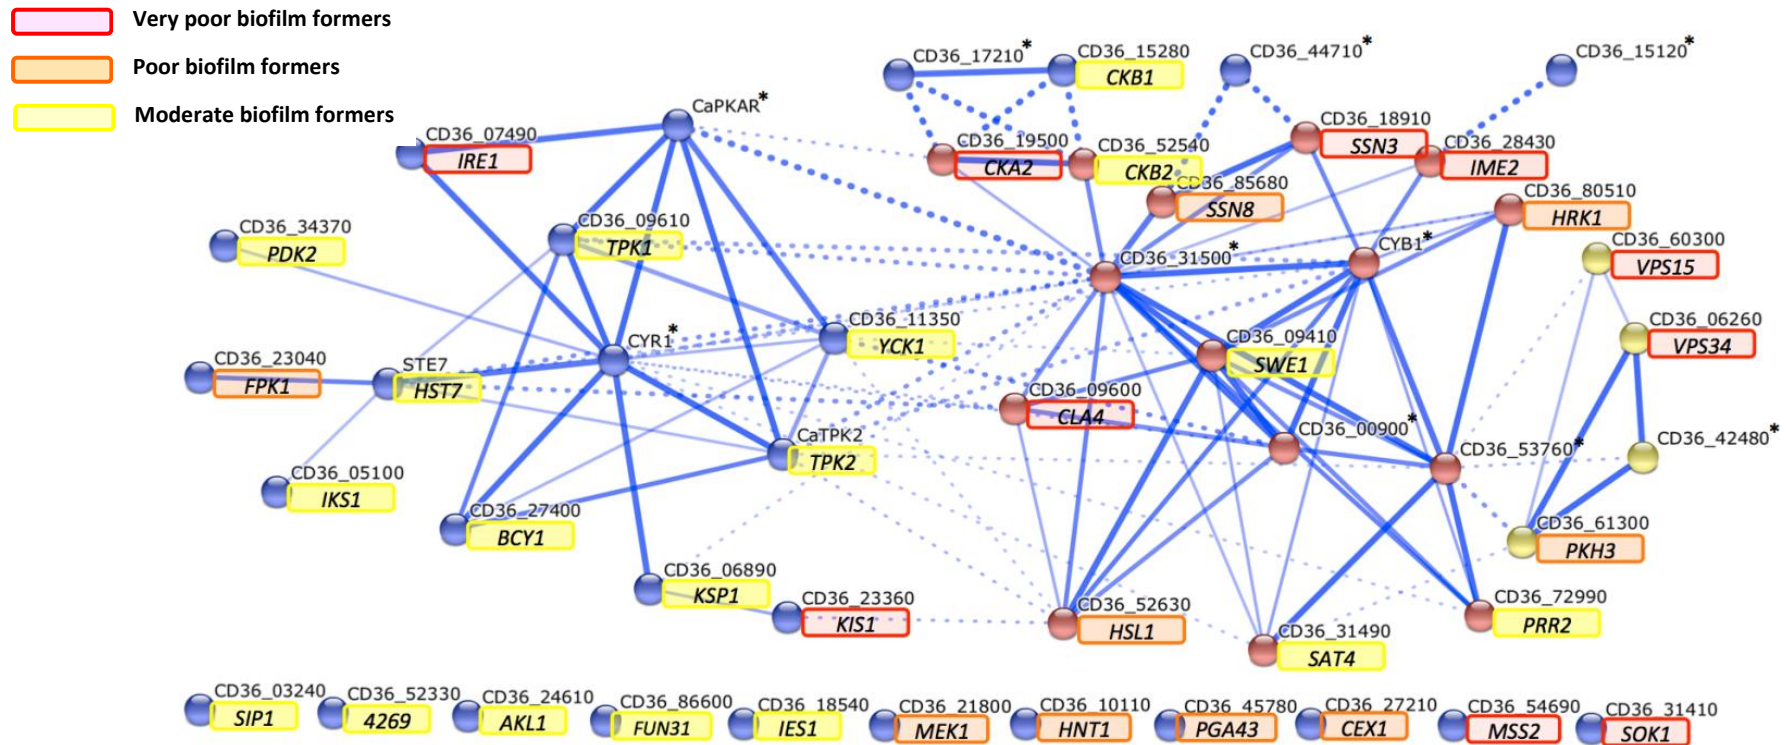 Very poor biofilm formers
Poor biofilm formers
Moderate biofilm formers
CD36_17210*
CD36_15280
CKB1
CD36_44710*
CD36_15120*
CaPKAR*
CD36_07490
IRE1
CD36_19500
CKA2
CD36_52540
CKB2
CD36_18910
SSN3
CD36_28430
IME2
CD36_85680
SSN8
CD36_80510
HRK1
CD36_34370
PDK2
CD36_09610
TPK1
CD36_31500*
CYB1*
CD36_60300
VPS15
CD36_11350
YCK1
CD36_09410
SWE1
CD36_06260
VPS34
CYR1*
CD36_23040
FPK1
STE7
HST7
CD36_09600
CLA4
CD36_00900*
CD36_53760*
CD36_42480*
CaTPK2
TPK2
CD36_05100
IKS1
CD36_27400
BCY1
CD36_61300
PKH3
CD36_06890
KSP1
CD36_23360
KIS1
CD36_52630
HSL1
CD36_31490
SAT4
CD36_72990
PRR2
CD36_03240
SIP1
CD36_52330
4269
CD36_24610
AKL1
CD36_86600
FUN31
CD36_18540
IES1
CD36_21800
MEK1
CD36_10110
HNT1
CD36_45780
PGA43
CD36_27210
CEX1
CD36_54690
MSS2
CD36_31410
SOK1